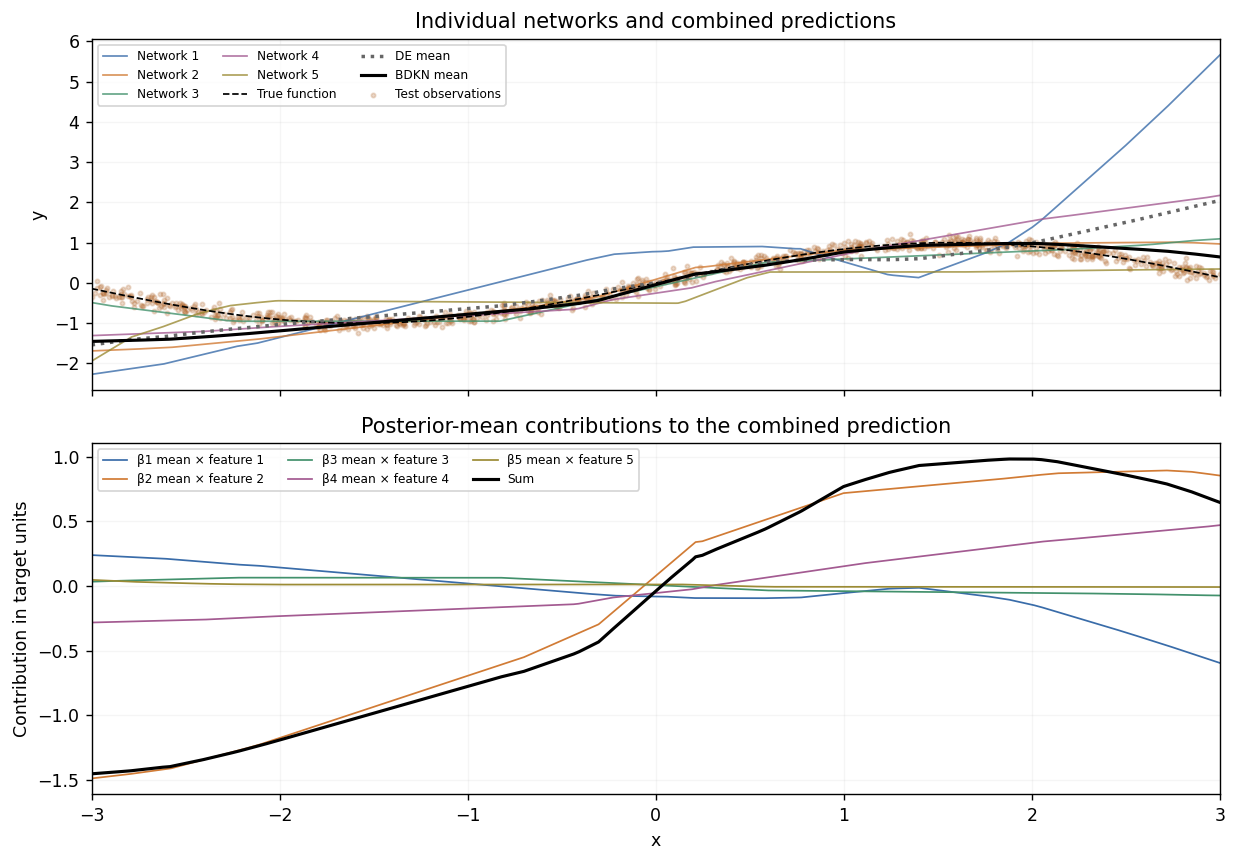 Individual networks and combined predictions
6
5
4
3
2
1
0
−1
−2
y
Network 1
Network 2
Network 3
Network 4
Network 5
True function
DE mean
BDKN mean
Test observations
Posterior-mean contributions to the combined prediction
1.0
0.5
0.0
−0.5
−1.0
−1.5
Contribution in target units
β1 mean × feature 1
β2 mean × feature 2
β3 mean × feature 3
β4 mean × feature 4
β5 mean × feature 5
Sum
−3
−2
−1
0
1
2
3
x